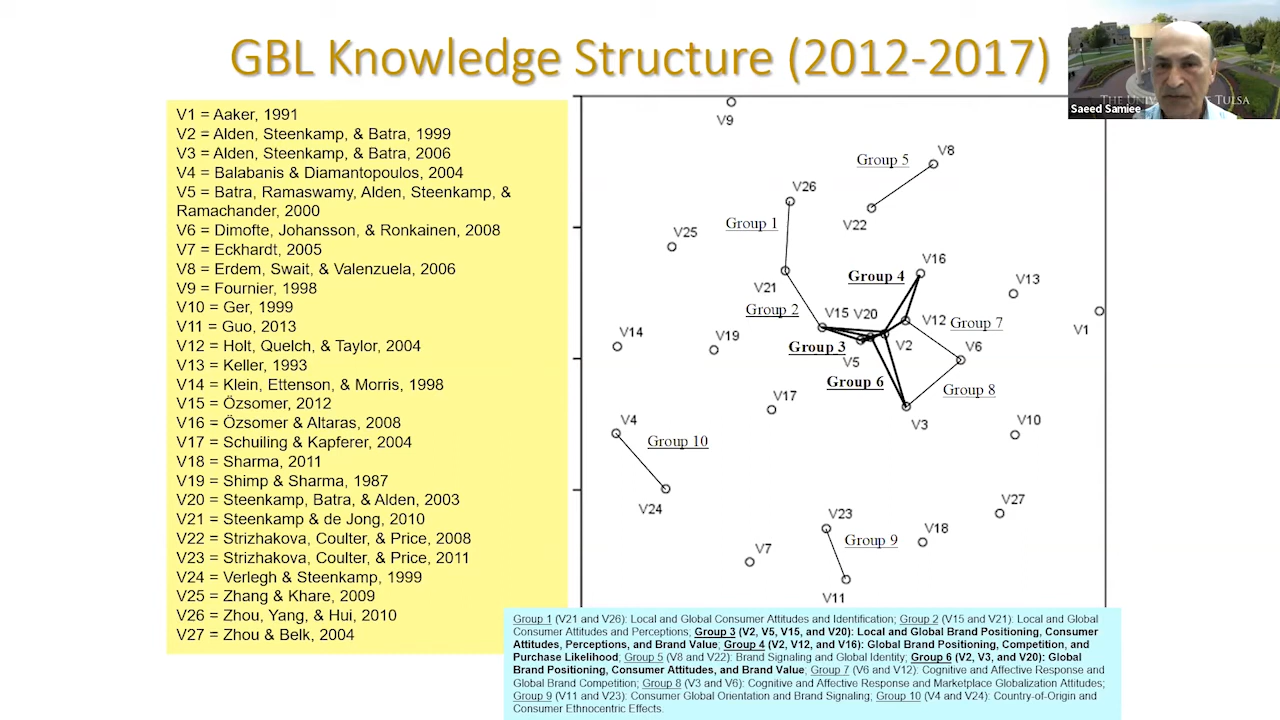 GBL Knowledge Structure (2012-2017)
THE UNIVE
TULSA
Saeed Samiee
V1 = Aaker, 1991
V2 = Alden, Steenkamp, & Batra, 1999
V3 = Alden, Steenkamp, & Batra, 2006
V4 = Balabanis & Diamantopoulos, 2004
V5 = Batra, Ramaswamy, Alden, Steenkamp, &
Ramachander, 2000
V6 = Dimofte, Johansson, & Ronkainen, 2008
V7 = Eckhardt, 2005
V8 = Erdem, Swait, & Valenzuela, 2006
V9 = Fournier, 1998
V10 = Ger, 1999
V11 = Guo, 2013
V12 = Holt, Quelch, & Taylor, 2004
V13 = Keller, 1993
V14 = Klein, Ettenson, & Morris, 1998
V15 = Özsomer, 2012
V16 = Özsomer & Altaras, 2008
V17 = Schuiling & Kapferer, 2004
V18 = Sharma, 2011
V19 = Shimp & Sharma, 1987
V20 = Steenkamp, Batra, & Alden, 2003
V21 = Steenkamp & de Jong, 2010
V22 = Strizhakova, Coulter, & Price, 2008
V23 = Strizhakova, Coulter, & Price, 2011
V24 = Verlegh & Steenkamp, 1999
V25 = Zhang & Khare, 2009
V26 = Zhou, Yang, & Hui, 2010
V27 = Zhou & Belk, 2004
V9
V8
Group 5
V26
Group 1
V22
V25
V16
Group 4
V13
V21
Group 2
V15 V20
V12
Group 7
V1
V14
V19
Group 3
V2
V6
V5
Group 6
Group 8
V17
V3
V4
V10
Group 10
V24
V27
V23
V18
Group 9
V7
V11
Group 1 (V21 and V26): Local and Global Consumer Attitudes and Identification; Group 2 (V15 and V21): Local and Global
Consumer Attitudes and Perceptions; Group 3 (V2, V5, V15, and V20): Local and Global Brand Positioning, Consumer
Attitudes, Perceptions, and Brand Value; Group 4 (V2, V12, and V16): Global Brand Positioning, Competition, and
Purchase Likelihood; Group 5 (V8 and V22): Brand Signaling and Global Identity; Group 6 (V2, V3, and V20): Global
Brand Positioning, Consumer Attitudes, and Brand Value; Group 7 (V6 and V12): Cognitive and Affective Response and
Global Brand Competition; Group 8 (V3 and V6): Cognitive and Affective Response and Marketplace Globalization Attitudes;
Group 9 (V11 and V23): Consumer Global Orientation and Brand Signaling; Group 10 (V4 and V24): Country-of-Origin and
Consumer Ethnocentric Effects.